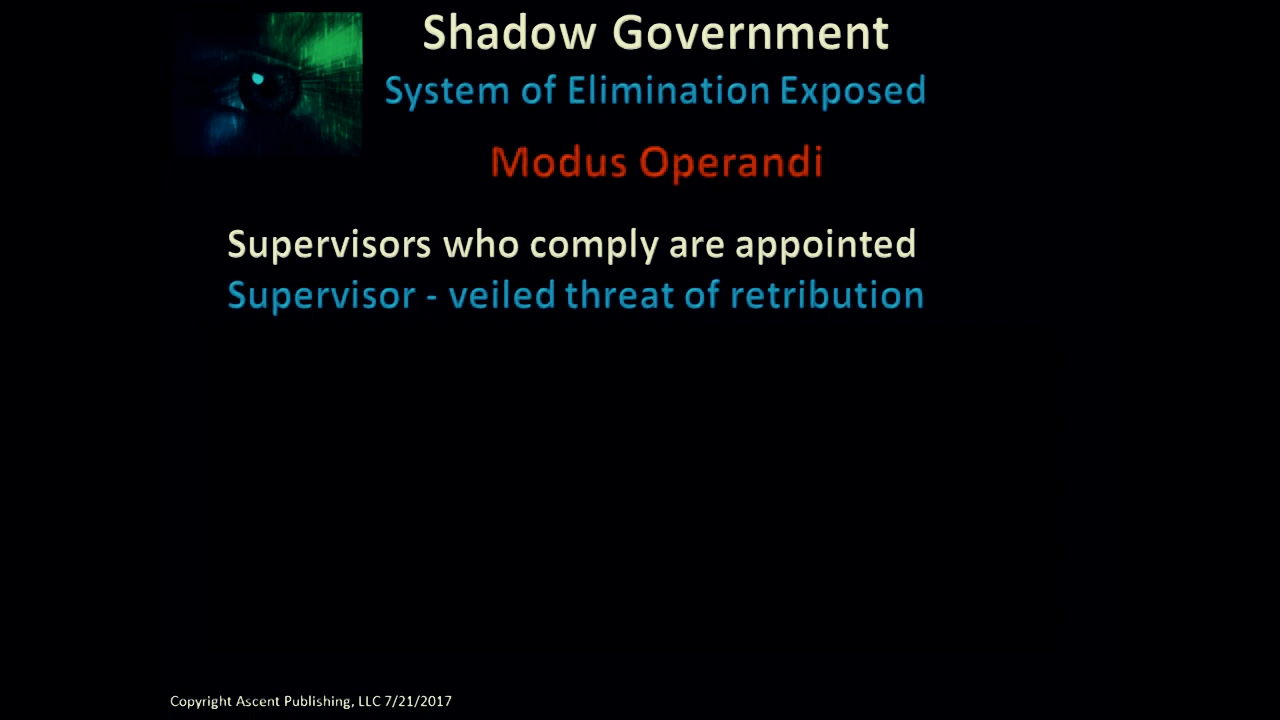 Shadow Government
System of Elimination Exposed
Modus Operandi
Supervisors who comply are appointed
Supervisor - veiled threat of retribution
Copyright Ascent Publishing, LLC 7/21/2017